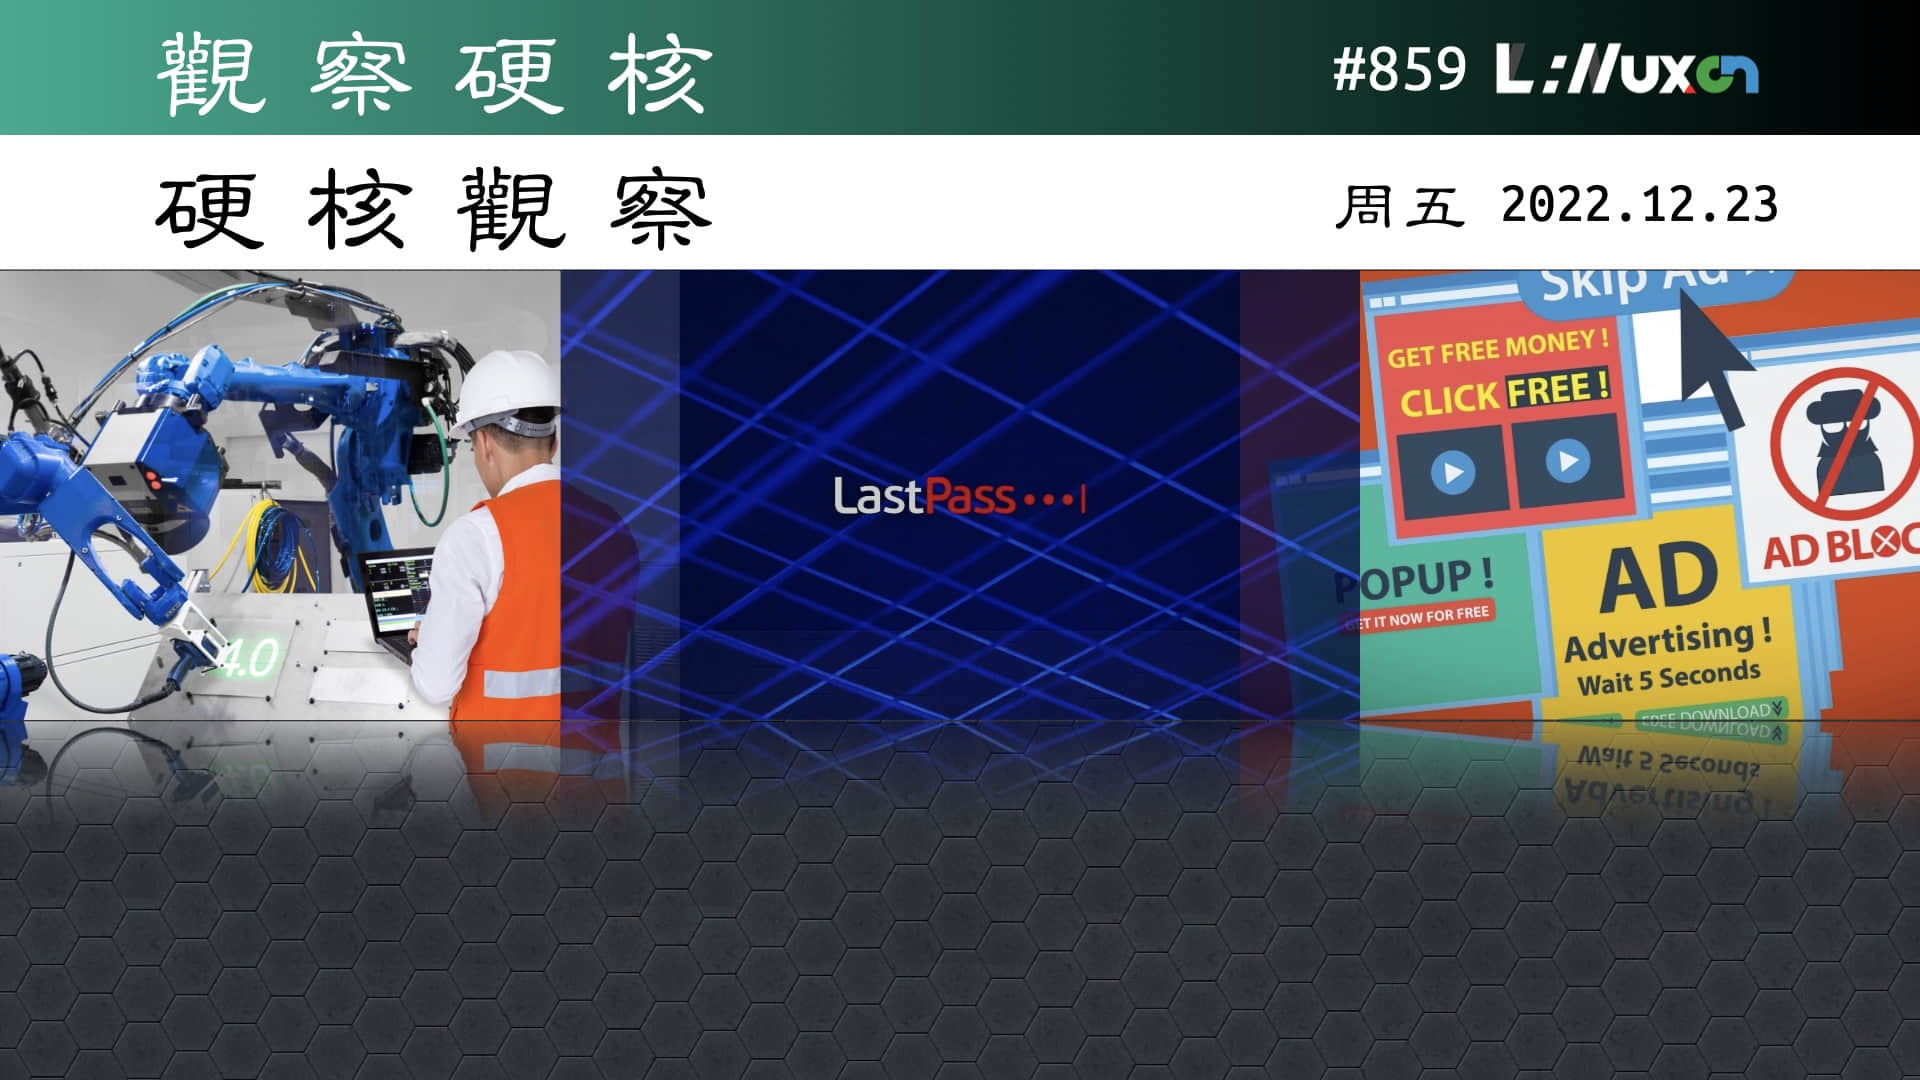 觀察硬核
#859 L://uxcn
硬核觀察
周五 2022.12.23
4.0
LastPass•••|
Skip Ad
GET FREE MONEY !
CLICK FREE !
POPUP !
GET IT NOW FOR FREE
AD
Advertising !
Wait 5 Seconds
FREE DOWNLOAD
AD BLOC